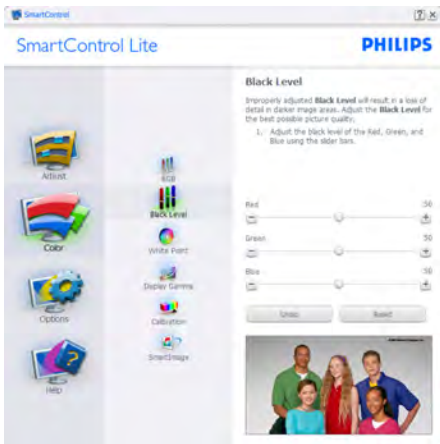 SmartControl
SmartControl Lite
PHILIPS
Adjust
Color
Options
Help
RGB
Black Level
White Point
Display Gamma
Calibration
SmartImage
Black Level
Improperly adjusted Black Level will result in a loss of
detail in darker image areas. Adjust the Black Level for
the best possible picture quality.
1. Adjust the black level of the Red, Green, and
Blue using the slider bars.
Red 50
Green 50
Blue 50
Undo Reset